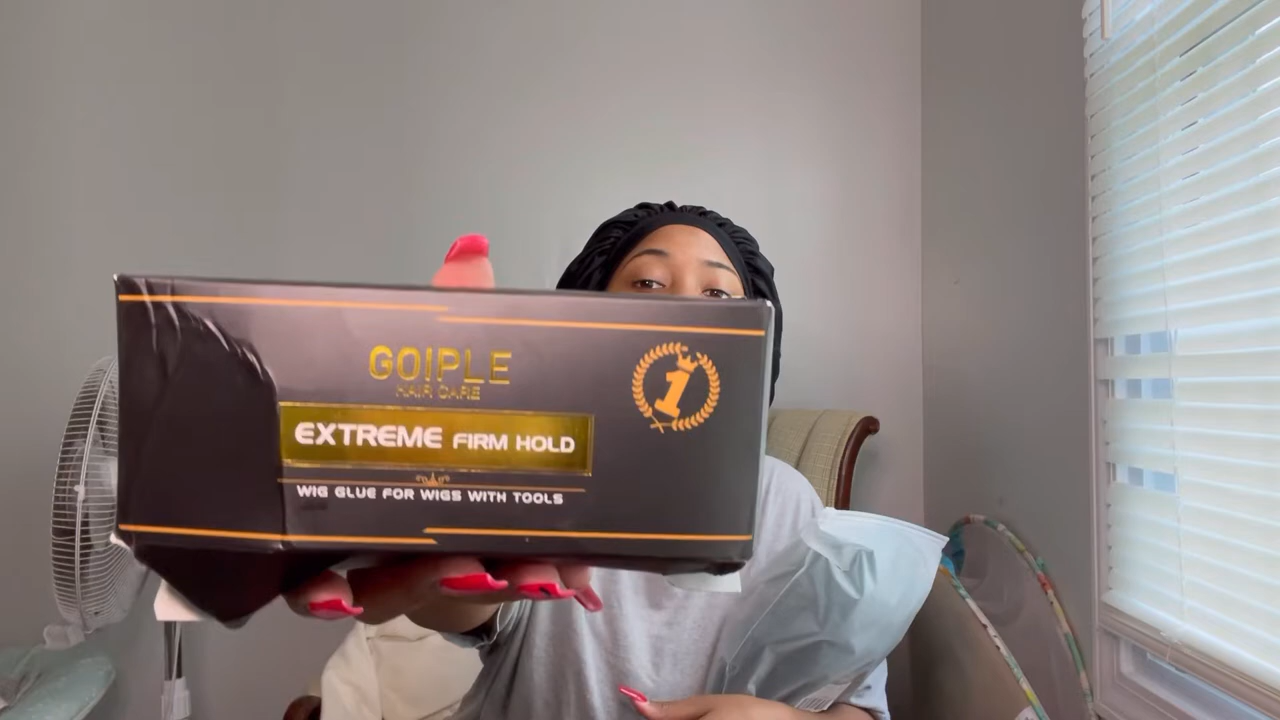 GOIPLE
HAIR CARE
1
EXTREME FIRM HOLD
WIG GLUE FOR WIGS WITH TOOLS